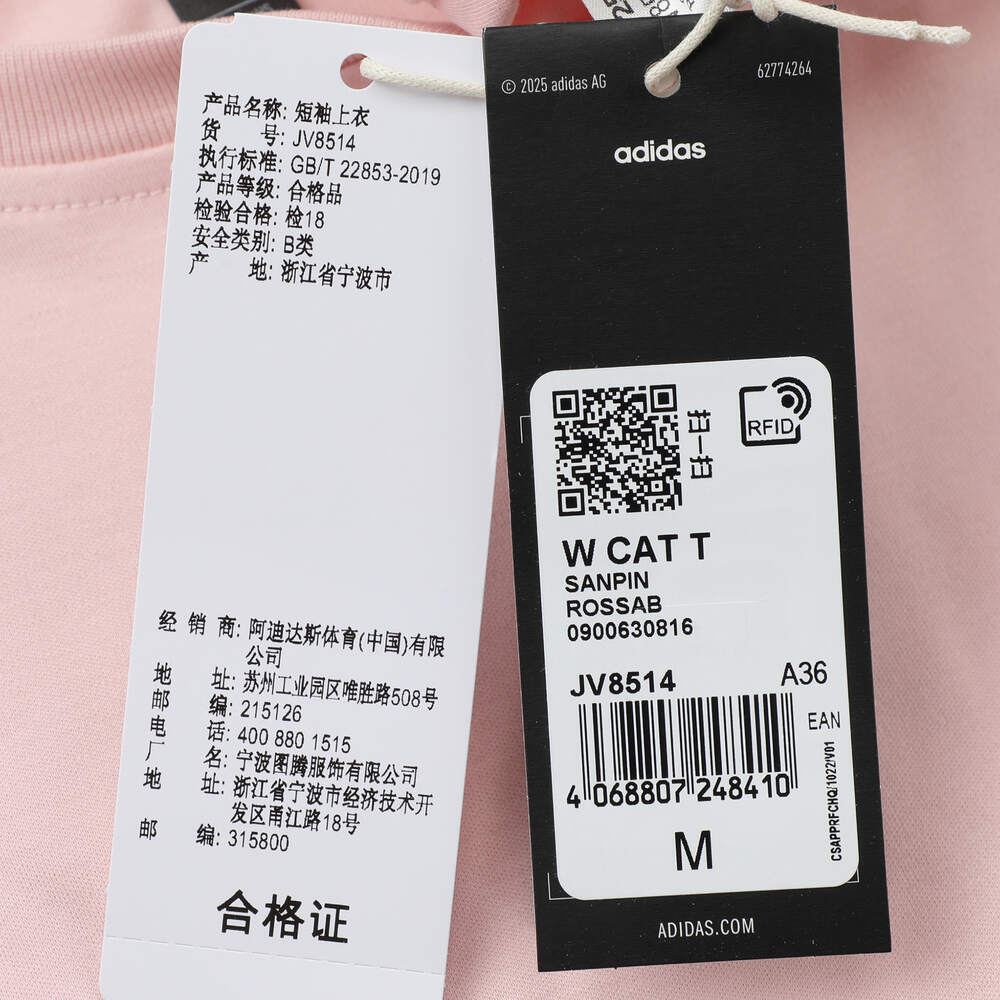 产品名称: 短袖上衣
货 号: JV8514
执行标准: GB/T 22853-2019
产品等级: 合格品
检验合格: 检18
安全类别: B类
产 地: 浙江省宁波市
经 销 商: 阿迪达斯体育(中国)有限
公司
地 址: 苏州工业园区唯胜路508号
邮 编: 215126
电 话: 400 880 1515
厂 名: 宁波图腾服饰有限公司
地 址: 浙江省宁波市经济技术开
发区甬江路18号
邮 编: 315800
合格证
© 2025 adidas AG
62774264
adidas
扫一扫
RFID
W CAT T
SANPIN
ROSSAB
0900630816
JV8514 A36
EAN
4 068807 248410
CSAPPRFCHQ/1022/V01
M
ADIDAS.COM